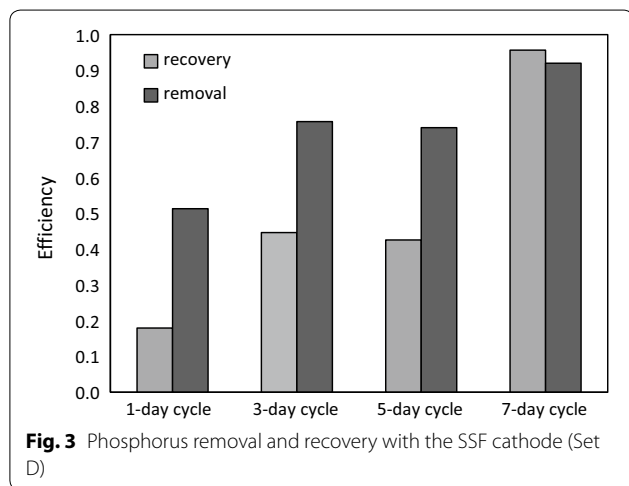 1.0
0.9
0.8
0.7
0.6
0.5
0.4
0.3
0.2
0.1
0.0
Efficiency
recovery
removal
1-day cycle 3-day cycle 5-day cycle 7-day cycle
Fig. 3 Phosphorus removal and recovery with the SSF cathode (Set
D)